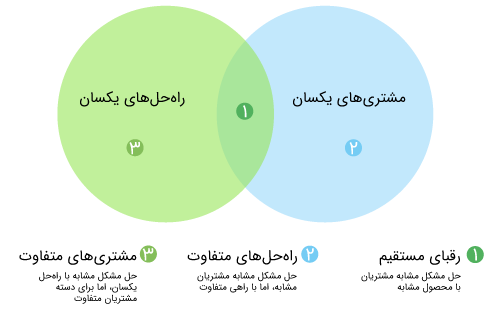 راه‌حل‌های یکسان
مشتری‌های یکسان
۱
۳
۲
۱ رقبای مستقیم
حل مشکل مشابه مشتریان
با محصول مشابه
۲ راه‌حل‌های متفاوت
حل مشکل مشابه مشتریان
مشابه، اما با راهی متفاوت
۳ مشتری‌های متفاوت
حل مشکل مشابه با راه‌حل
یکسان، اما برای دسته
مشتریان متفاوت